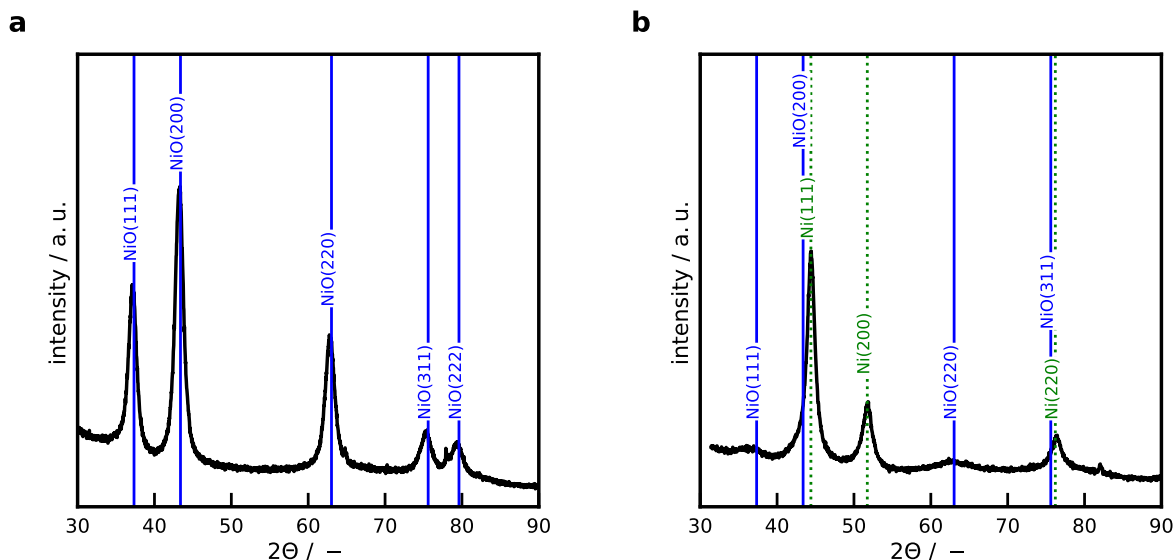 a
NiO(111)
NiO(200)
NiO(220)
NiO(311)
NiO(222)
intensity / a. u.
30 40 50 60 70 80 90
2Θ / −
b
NiO(111)
NiO(200)
Ni(111)
Ni(200)
NiO(220)
NiO(311)
Ni(220)
intensity / a. u.
30 40 50 60 70 80 90
2Θ / −